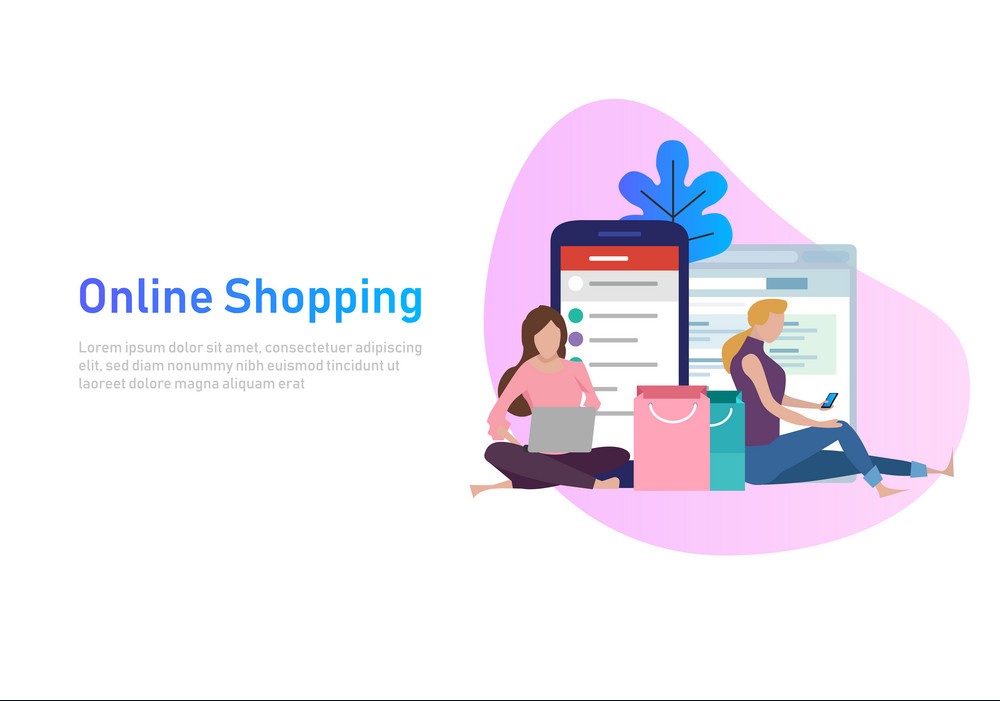 Online Shopping
Lorem ipsum dolor sit amet, consectetuer adipiscing
elit, sed diam nonummy nibh euismod tincidunt ut
laoreet dolore magna aliquam erat